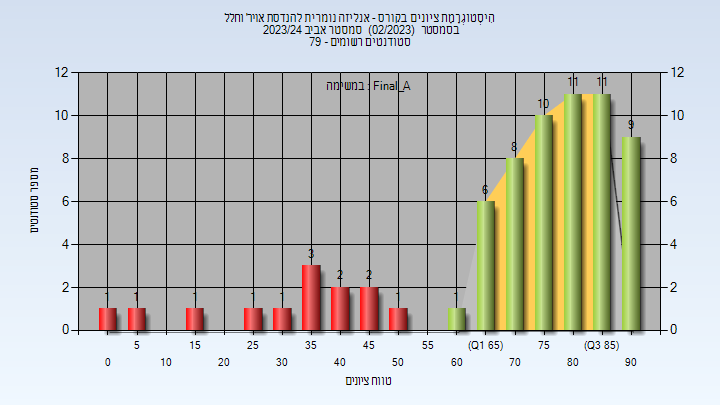 הִיסְטוֹגְרָמַת ציונים בקורס - אנליזה נומרית להנדסת אויר וחלל
בסמסטר (02/2023) סמסטר אביב 2023/24
סטודנטים רשומים - 79
במשימה : Final_A
מספר סטודנטים
12 10 8 6 4 2 0
12 10 8 6 4 2 0
1 1 1 1 1 3 2 2 1 1 6 8 10 11 11 9
5 15 25 35 45 55 (Q1 65) 75 (Q3 85)
0 10 20 30 40 50 60 70 80 90
טווח ציונים